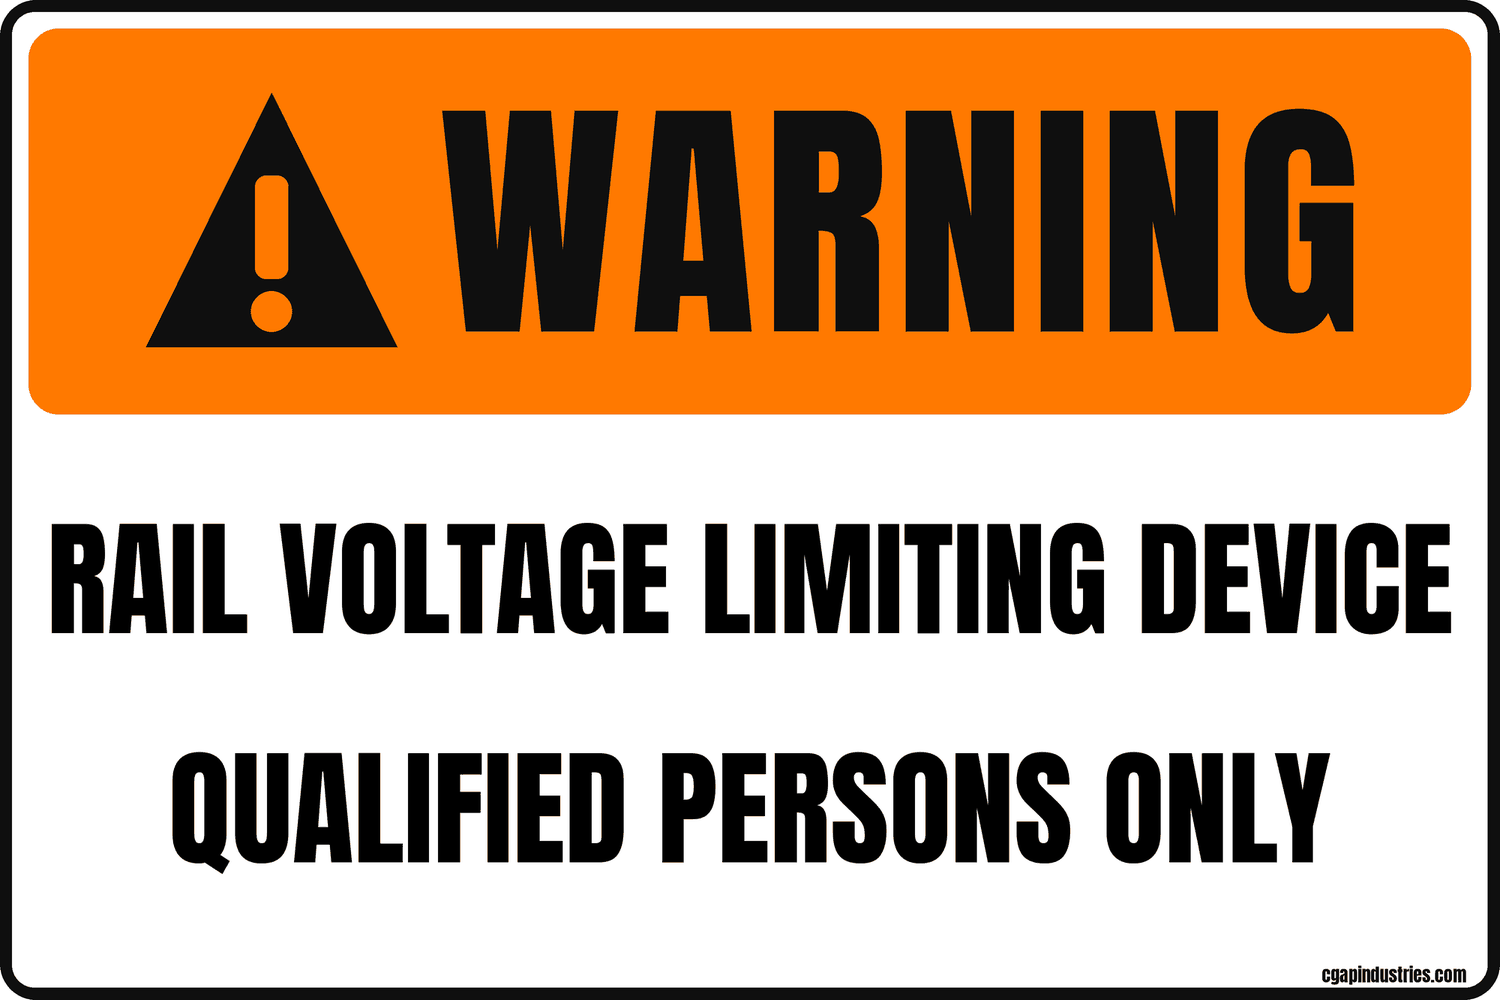 WARNING
RAIL VOLTAGE LIMITING DEVICE
QUALIFIED PERSONS ONLY
cgapindustries.com